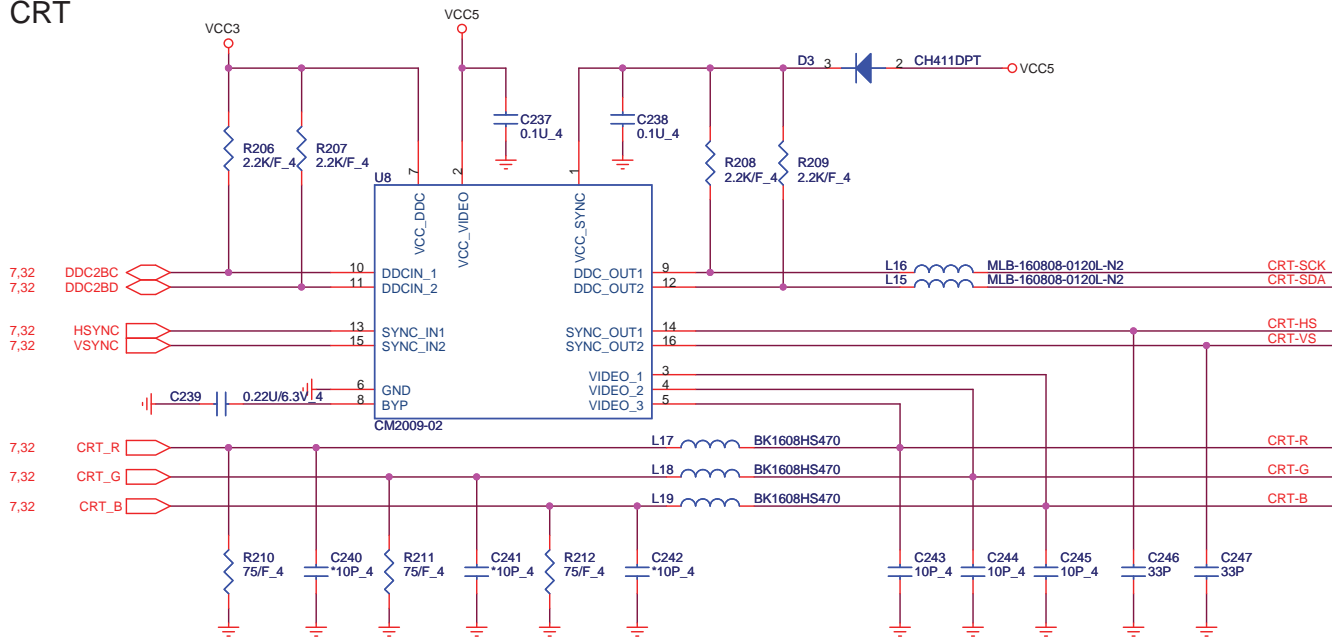 CRT
VCC3
VCC5
D3 3 2 CH411DPT
VCC5
C237
0.1U_4
C238
0.1U_4
R206
2.2K/F_4
R207
2.2K/F_4
R208
2.2K/F_4
R209
2.2K/F_4
U8
7 2 1
VCC_DDC
VCC_VIDEO
VCC_SYNC
7,32 DDC2BC 10 DDCIN_1 DDC_OUT1 9 L16 MLB-160808-0120L-N2 CRT-SCK
7,32 DDC2BD 11 DDCIN_2 DDC_OUT2 12 L15 MLB-160808-0120L-N2 CRT-SDA
7,32 HSYNC 13 SYNC_IN1 SYNC_OUT1 14 CRT-HS
7,32 VSYNC 15 SYNC_IN2 SYNC_OUT2 16 CRT-VS
VIDEO_1 3
6 GND VIDEO_2 4
C239 0.22U/6.3V_4 8 BYP VIDEO_3 5
CM2009-02
7,32 CRT_R L17 BK1608HS470 CRT-R
7,32 CRT_G L18 BK1608HS470 CRT-G
7,32 CRT_B L19 BK1608HS470 CRT-B
R210
75/F_4
C240
*10P_4
R211
75/F_4
C241
*10P_4
R212
75/F_4
C242
*10P_4
C243
10P_4
C244
10P_4
C245
10P_4
C246
33P
C247
33P